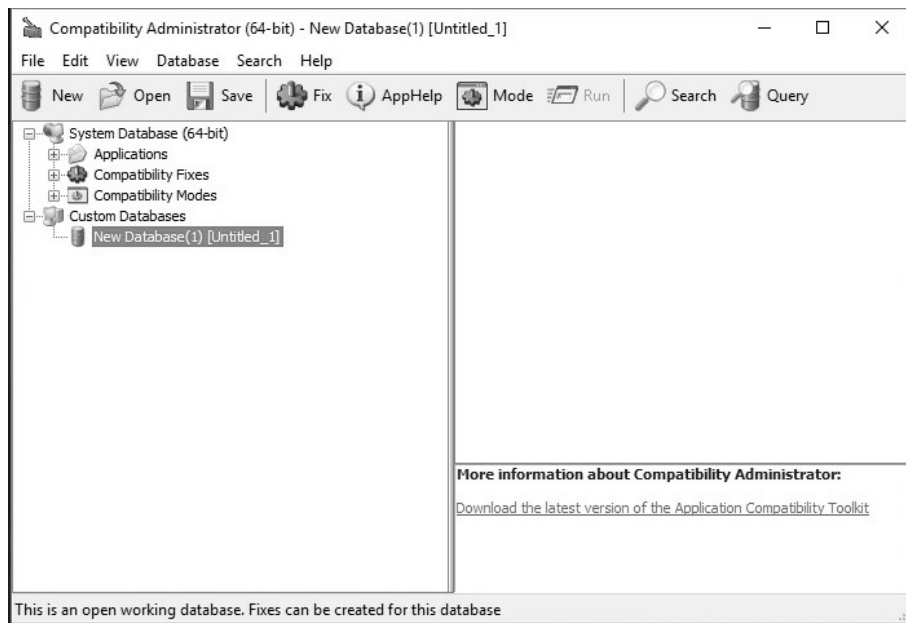 Compatibility Administrator (64-bit) - New Database(1) [Untitled_1]
File Edit View Database Search Help
New Open Save Fix AppHelp Mode Run Search Query
System Database (64-bit)
Applications
Compatibility Fixes
Compatibility Modes
Custom Databases
New Database(1) [Untitled_1]
More information about Compatibility Administrator:
Download the latest version of the Application Compatibility Toolkit
This is an open working database. Fixes can be created for this database